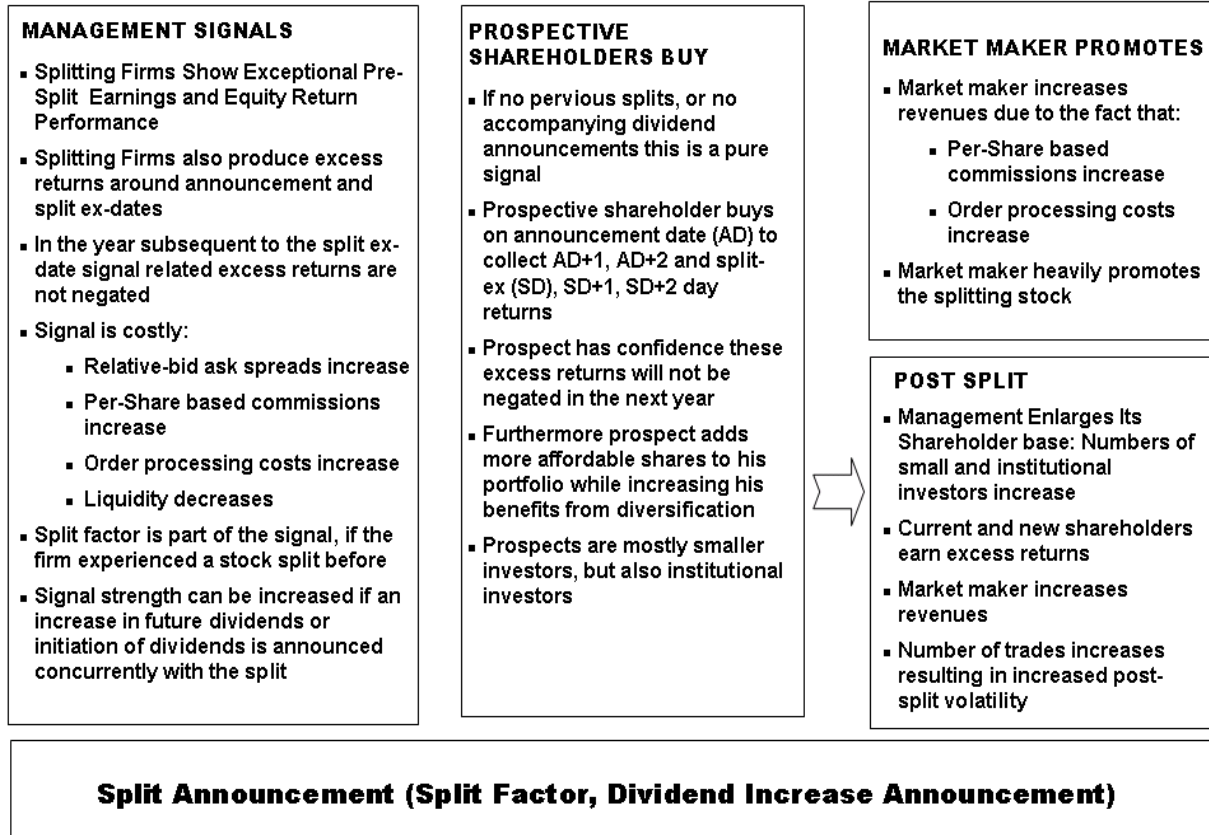 MANAGEMENT SIGNALS
▪ Splitting Firms Show Exceptional Pre-
Split Earnings and Equity Return
Performance
▪ Splitting Firms also produce excess
returns around announcement and
split ex-dates
▪ In the year subsequent to the split ex-
date signal related excess returns are
not negated
▪ Signal is costly:
▪ Relative-bid ask spreads increase
▪ Per-Share based commissions
increase
▪ Order processing costs increase
▪ Liquidity decreases
▪ Split factor is part of the signal, if the
firm experienced a stock split before
▪ Signal strength can be increased if an
increase in future dividends or
initiation of dividends is announced
concurrently with the split
PROSPECTIVE
SHAREHOLDERS BUY
▪ If no pervious splits, or no
accompanying dividend
announcements this is a pure
signal
▪ Prospective shareholder buys
on announcement date (AD) to
collect AD+1, AD+2 and split-
ex (SD), SD+1, SD+2 day
returns
▪ Prospect has confidence these
excess returns will not be
negated in the next year
▪ Furthermore prospect adds
more affordable shares to his
portfolio while increasing his
benefits from diversification
▪ Prospects are mostly smaller
investors, but also institutional
investors
MARKET MAKER PROMOTES
▪ Market maker increases
revenues due to the fact that:
▪ Per-Share based
commissions increase
▪ Order processing costs
increase
▪ Market maker heavily promotes
the splitting stock
POST SPLIT
▪ Management Enlarges Its
Shareholder base: Numbers of
small and institutional
investors increase
▪ Current and new shareholders
earn excess returns
▪ Market maker increases
revenues
▪ Number of trades increases
resulting in increased post-
split volatility
Split Announcement (Split Factor, Dividend Increase Announcement)